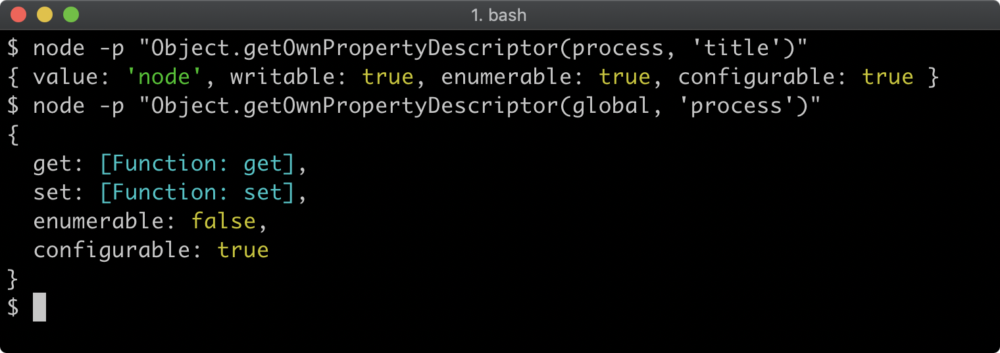 1. bash
$ node -p "Object.getOwnPropertyDescriptor(process, 'title')"
{ value: 'node', writable: true, enumerable: true, configurable: true }
$ node -p "Object.getOwnPropertyDescriptor(global, 'process')"
{
  get: [Function: get],
  set: [Function: set],
  enumerable: false,
  configurable: true
}
$